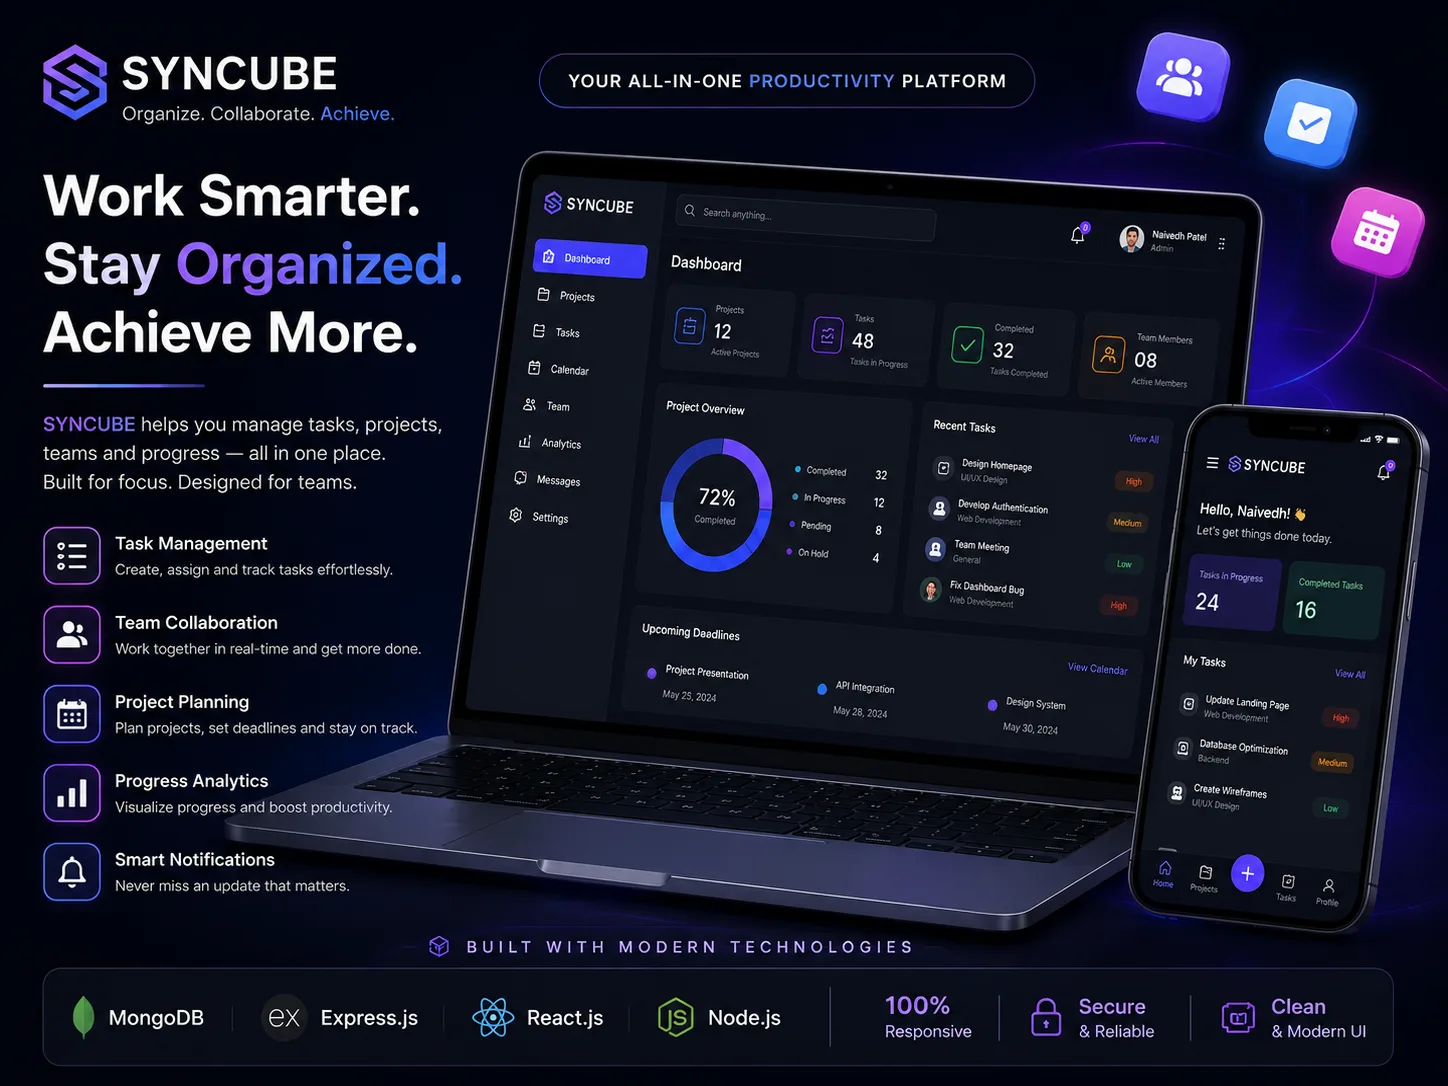 SYNCUBE
Organize. Collaborate. Achieve.
YOUR ALL-IN-ONE PRODUCTIVITY PLATFORM
Work Smarter.
Stay Organized.
Achieve More.
SYNCUBE helps you manage tasks, projects,
teams and progress — all in one place.
Built for focus. Designed for teams.
Task Management
Create, assign and track tasks effortlessly.
Team Collaboration
Work together in real-time and get more done.
Project Planning
Plan projects, set deadlines and stay on track.
Progress Analytics
Visualize progress and boost productivity.
Smart Notifications
Never miss an update that matters.
SYNCUBE
Search anything...
Naivedh Patel
Admin
Dashboard
Projects
Tasks
Calendar
Team
Analytics
Messages
Settings
Dashboard
Projects
12
Active Projects
Tasks
48
Tasks in Progress
Completed
32
Tasks Completed
Team Members
08
Active Members
Project Overview
72%
Completed
Completed 32
In Progress 12
Pending 8
On Hold 4
Recent Tasks
View All
Design Homepage
UI/UX Design
High
Develop Authentication
Web Development
Medium
Team Meeting
General
Low
Fix Dashboard Bug
Web Development
High
Upcoming Deadlines
View Calendar
Project Presentation
May 25, 2024
API Integration
May 28, 2024
Design System
May 30, 2024
SYNCUBE
Hello, Naivedh! 👋
Let's get things done today.
Tasks In Progress
24
Completed Tasks
16
My Tasks
View All
Update Landing Page
Web Development
High
Database Optimization
Backend
Medium
Create Wireframes
UI/UX Design
Low
Home
Projects
Tasks
Profile
BUILT WITH MODERN TECHNOLOGIES
MongoDB
ex Express.js
React.js
JS Node.js
100%
Responsive
Secure
& Reliable
Clean
& Modern UI